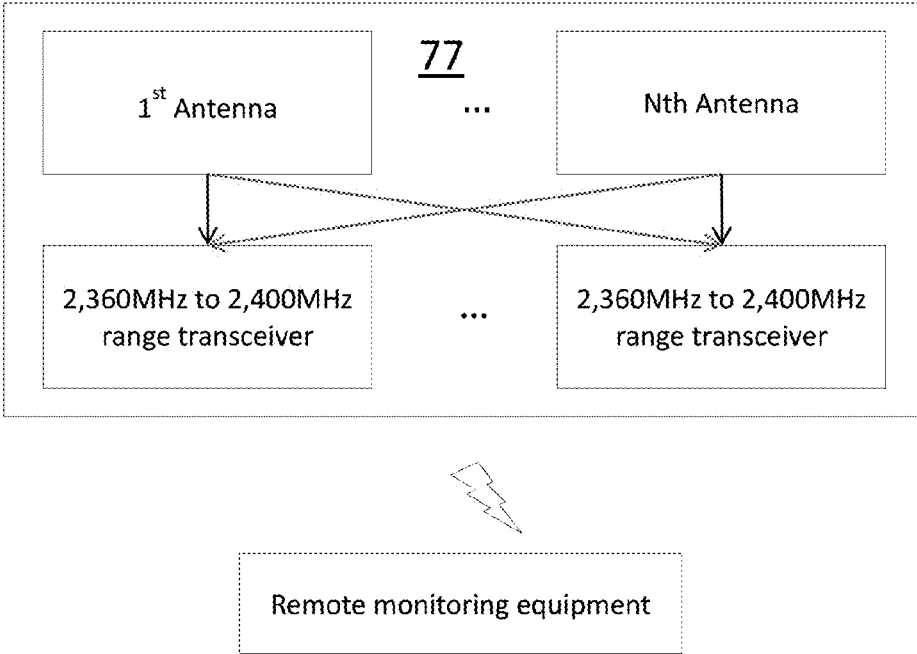 77
1st Antenna
...
Nth Antenna
2,360MHz to 2,400MHz
range transceiver
...
2,360MHz to 2,400MHz
range transceiver
Remote monitoring equipment